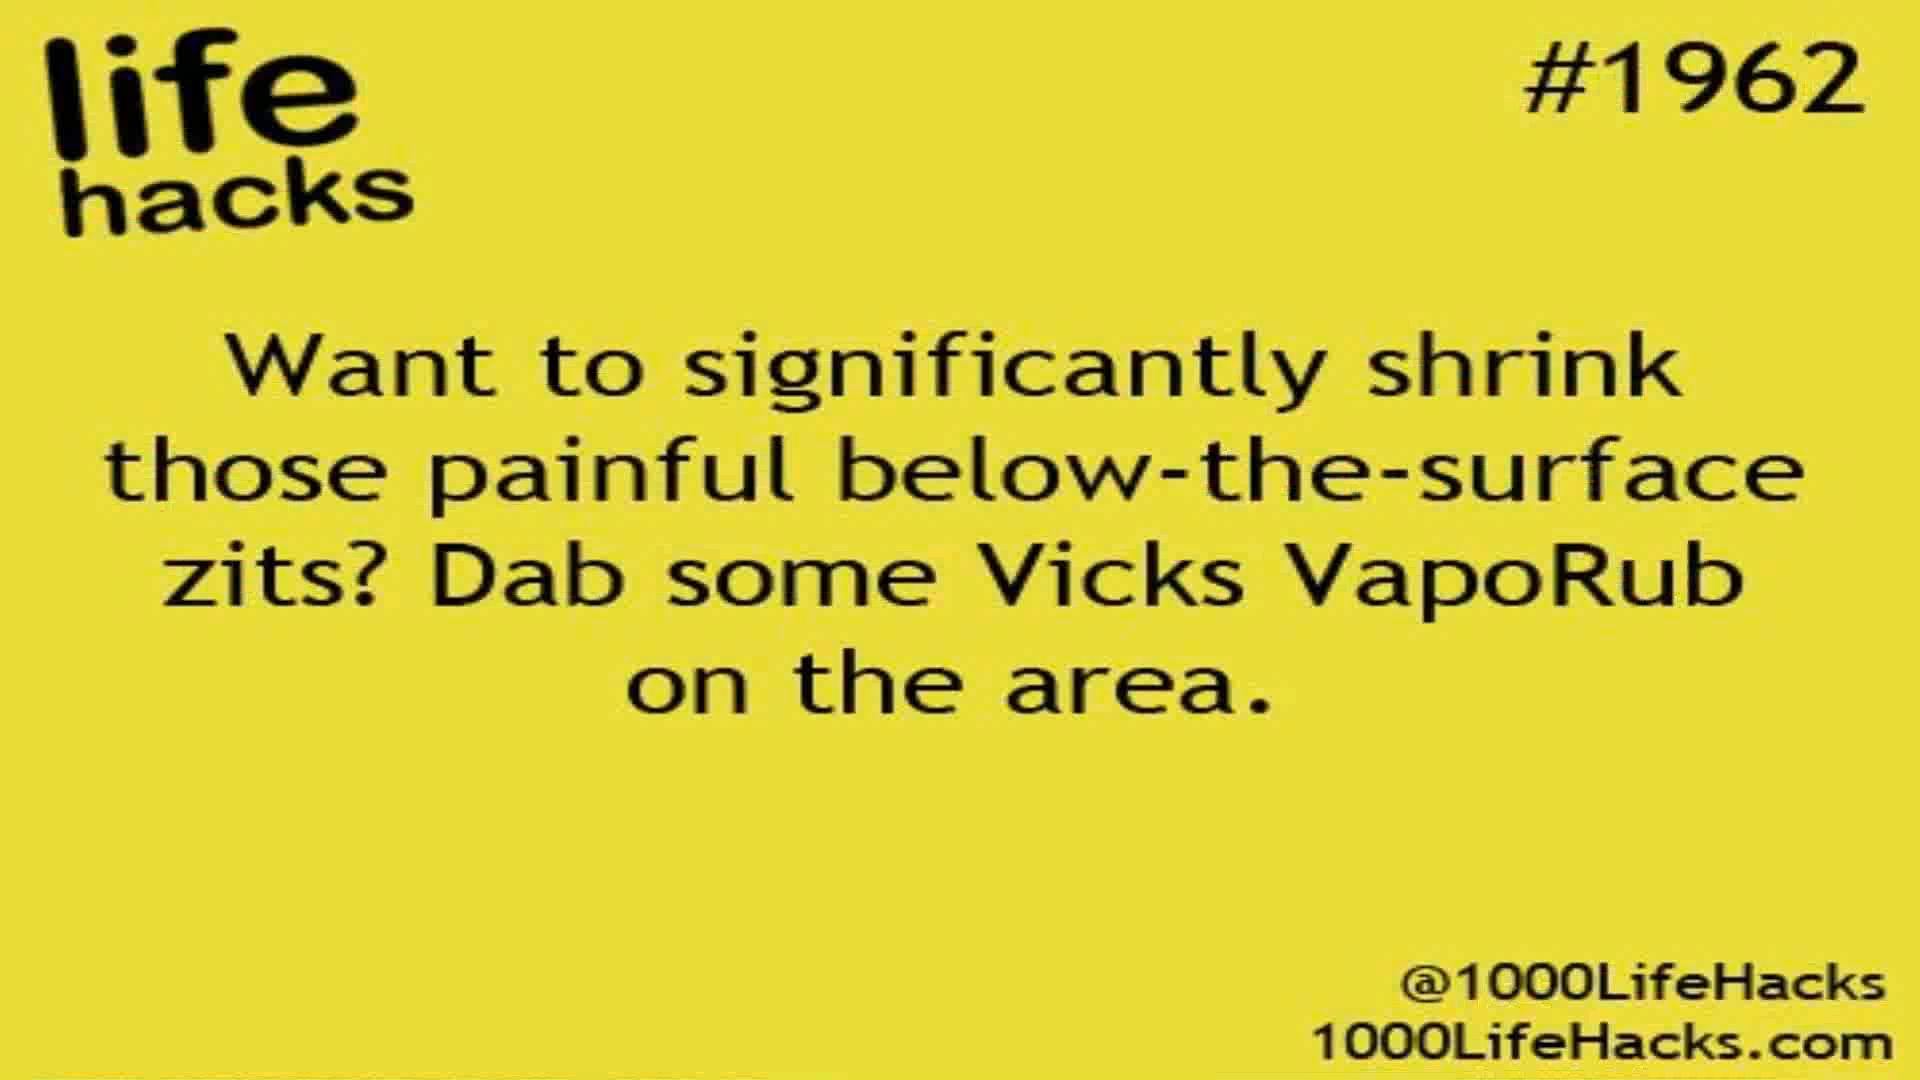 life
hacks
#1962
Want to significantly shrink
those painful below-the-surface
zits? Dab some Vicks VapoRub
on the area.
@1000LifeHacks
1000LifeHacks.com